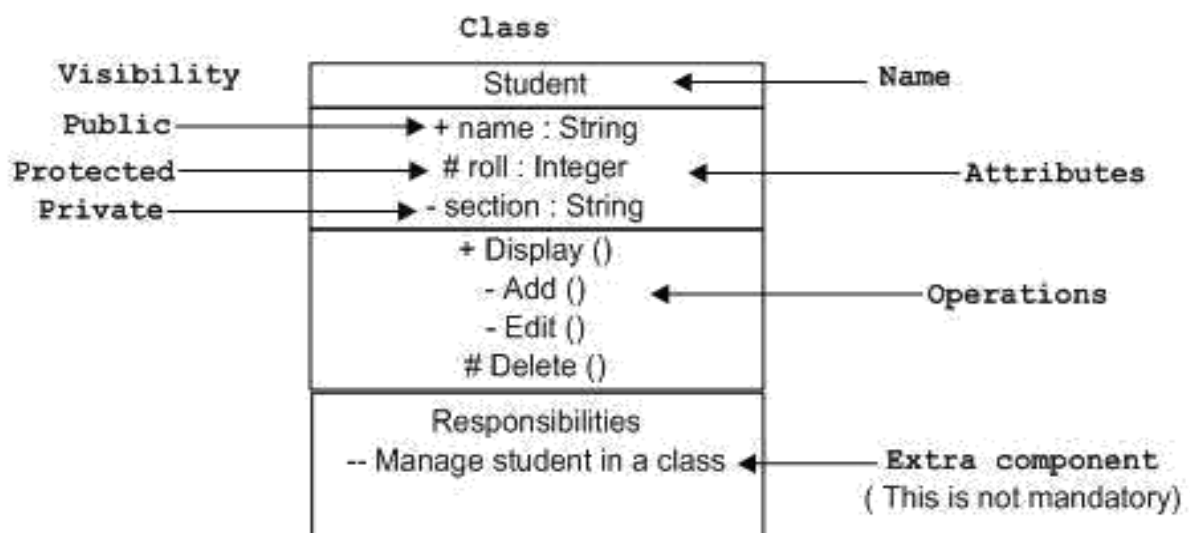 Class
Visibility
Student
Name
Public
+ name : String
Protected
# roll : Integer
Attributes
Private
- section : String
+ Display ()
- Add ()
Operations
- Edit ()
# Delete ()
Responsibilities
-- Manage student in a class
Extra component
( This is not mandatory)